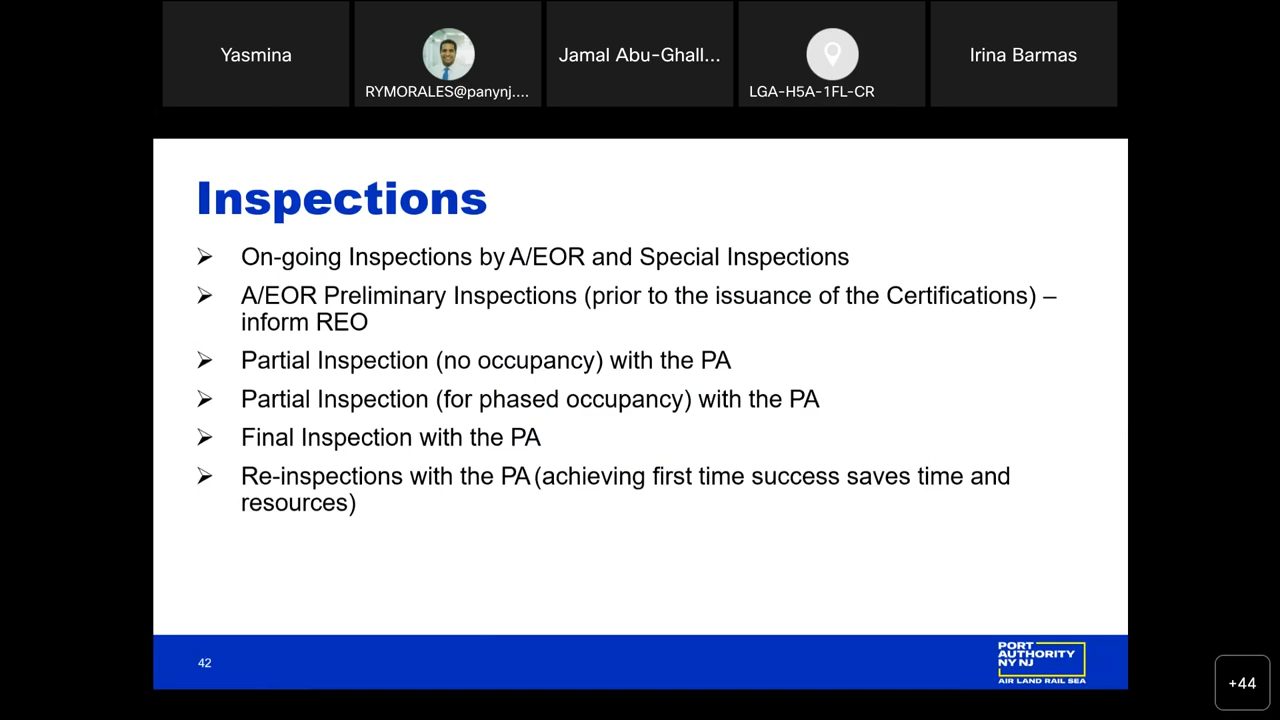 Yasmina
RYMORALES@panynj....
Jamal Abu-Ghall...
LGA-H5A-1FL-CR
Irina Barmas
Inspections
➢ On-going Inspections by A/EOR and Special Inspections
➢ A/EOR Preliminary Inspections (prior to the issuance of the Certifications) –
inform REO
➢ Partial Inspection (no occupancy) with the PA
➢ Partial Inspection (for phased occupancy) with the PA
➢ Final Inspection with the PA
➢ Re-inspections with the PA (achieving first time success saves time and
resources)
42
PORT
AUTHORITY
NY NJ
AIR LAND RAIL SEA
+44